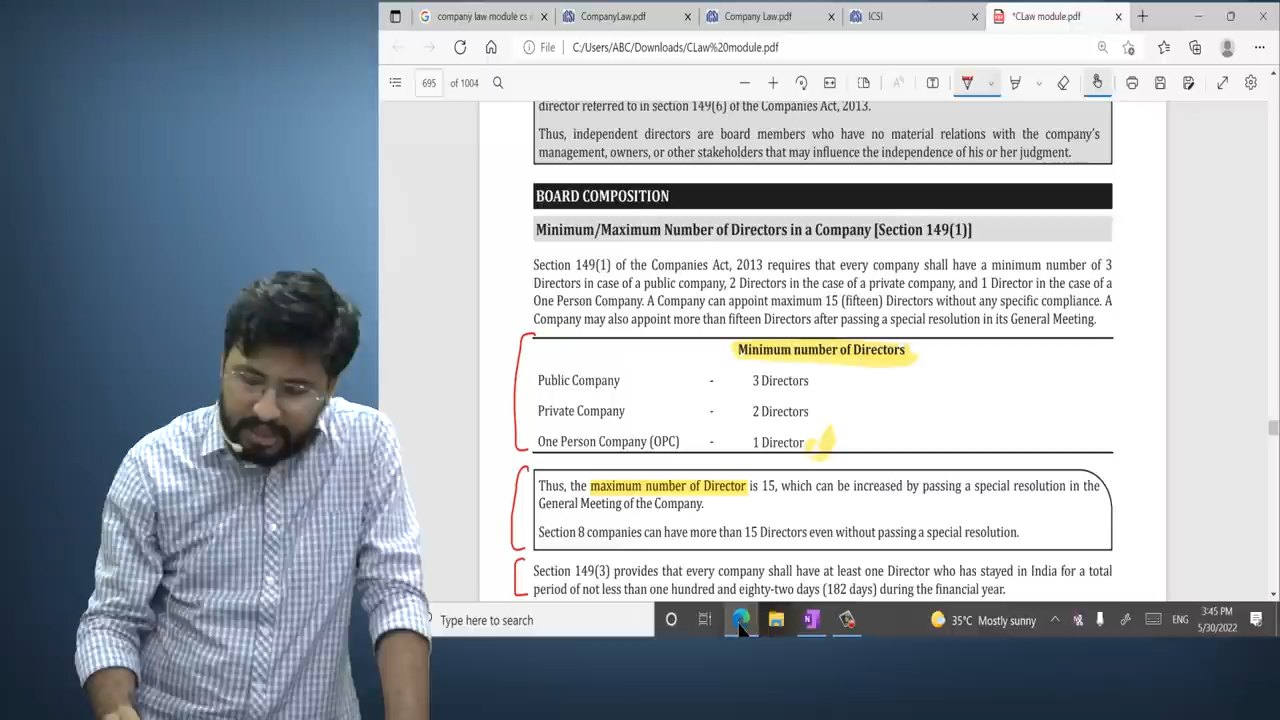 company law module cs
CompanyLaw.pdf
Company Law.pdf
ICSI
*CLaw module.pdf
File
C:/Users/ABC/Downloads/CLaw%20module.pdf
695 of 1004
director referred to in section 149(6) of the Companies Act, 2013.
Thus, independent directors are board members who have no material relations with the company's
management, owners, or other stakeholders that may influence the independence of his or her judgment.
BOARD COMPOSITION
Minimum/Maximum Number of Directors in a Company [Section 149(1)]
Section 149(1) of the Companies Act, 2013 requires that every company shall have a minimum number of 3
Directors in case of a public company, 2 Directors in the case of a private company, and 1 Director in the case of a
One Person Company. A Company can appoint maximum 15 (fifteen) Directors without any specific compliance. A
Company may also appoint more than fifteen Directors after passing a special resolution in its General Meeting.
Minimum number of Directors
Public Company - 3 Directors
Private Company - 2 Directors
One Person Company (OPC) - 1 Director
Thus, the maximum number of Director is 15, which can be increased by passing a special resolution in the
General Meeting of the Company.
Section 8 companies can have more than 15 Directors even without passing a special resolution.
Section 149(3) provides that every company shall have at least one Director who has stayed in India for a total
period of not less than one hundred and eighty-two days (182 days) during the financial year.
Type here to search
35°C Mostly sunny
ENG
3:45 PM
5/30/2022